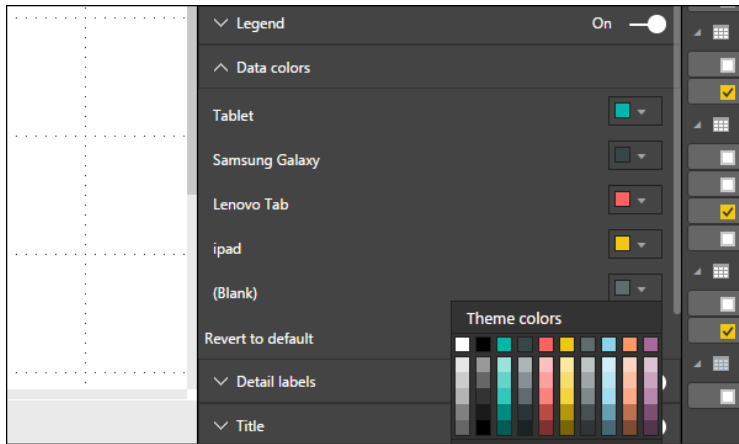 Legend On
Data colors
Tablet
Samsung Galaxy
Lenovo Tab
ipad
(Blank)
Theme colors
Revert to default
Detail labels
Title